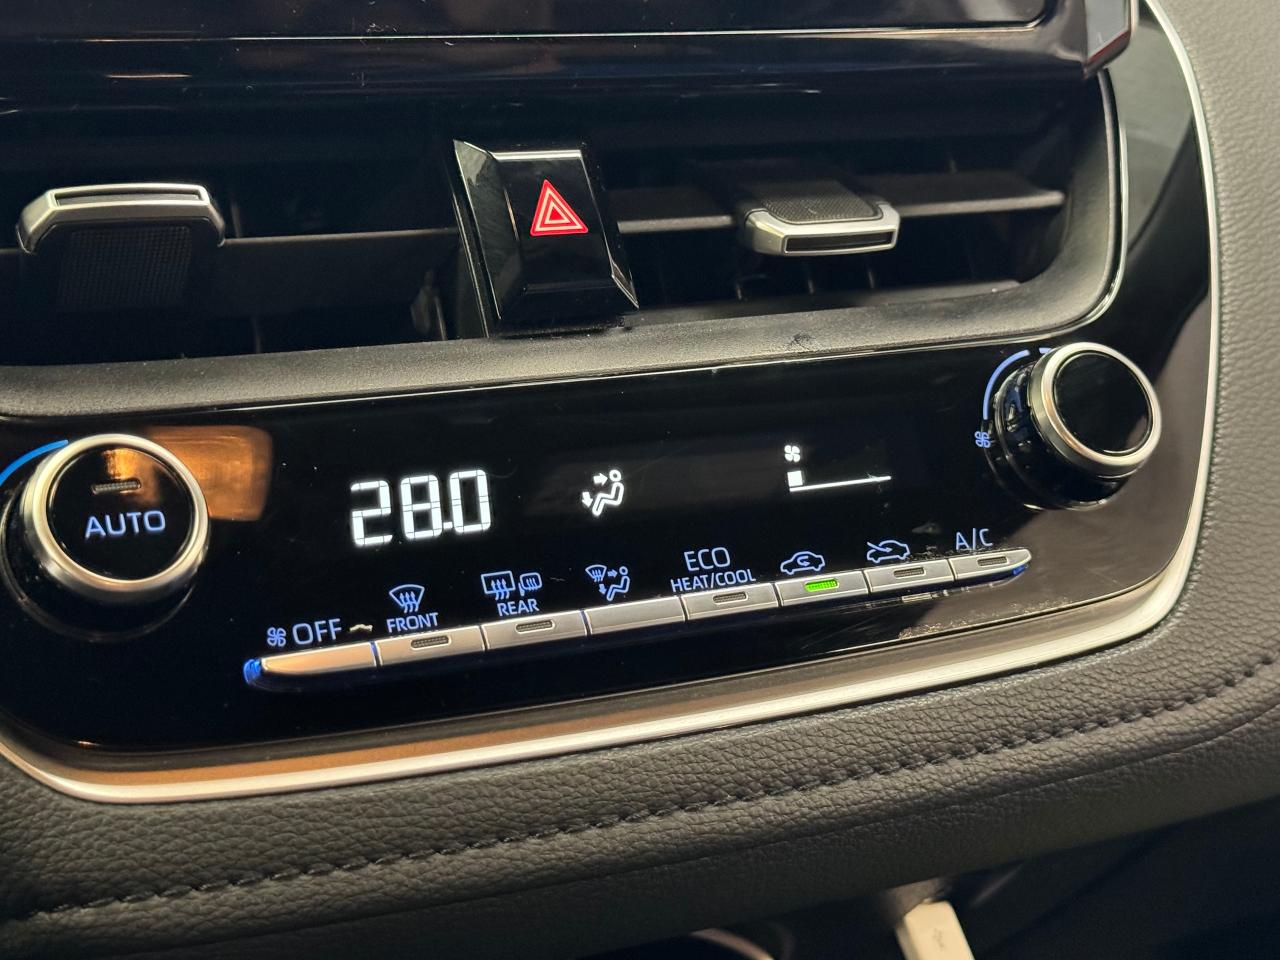 28.0
AUTO
OFF
FRONT
REAR
ECO
HEAT/COOL
A/C